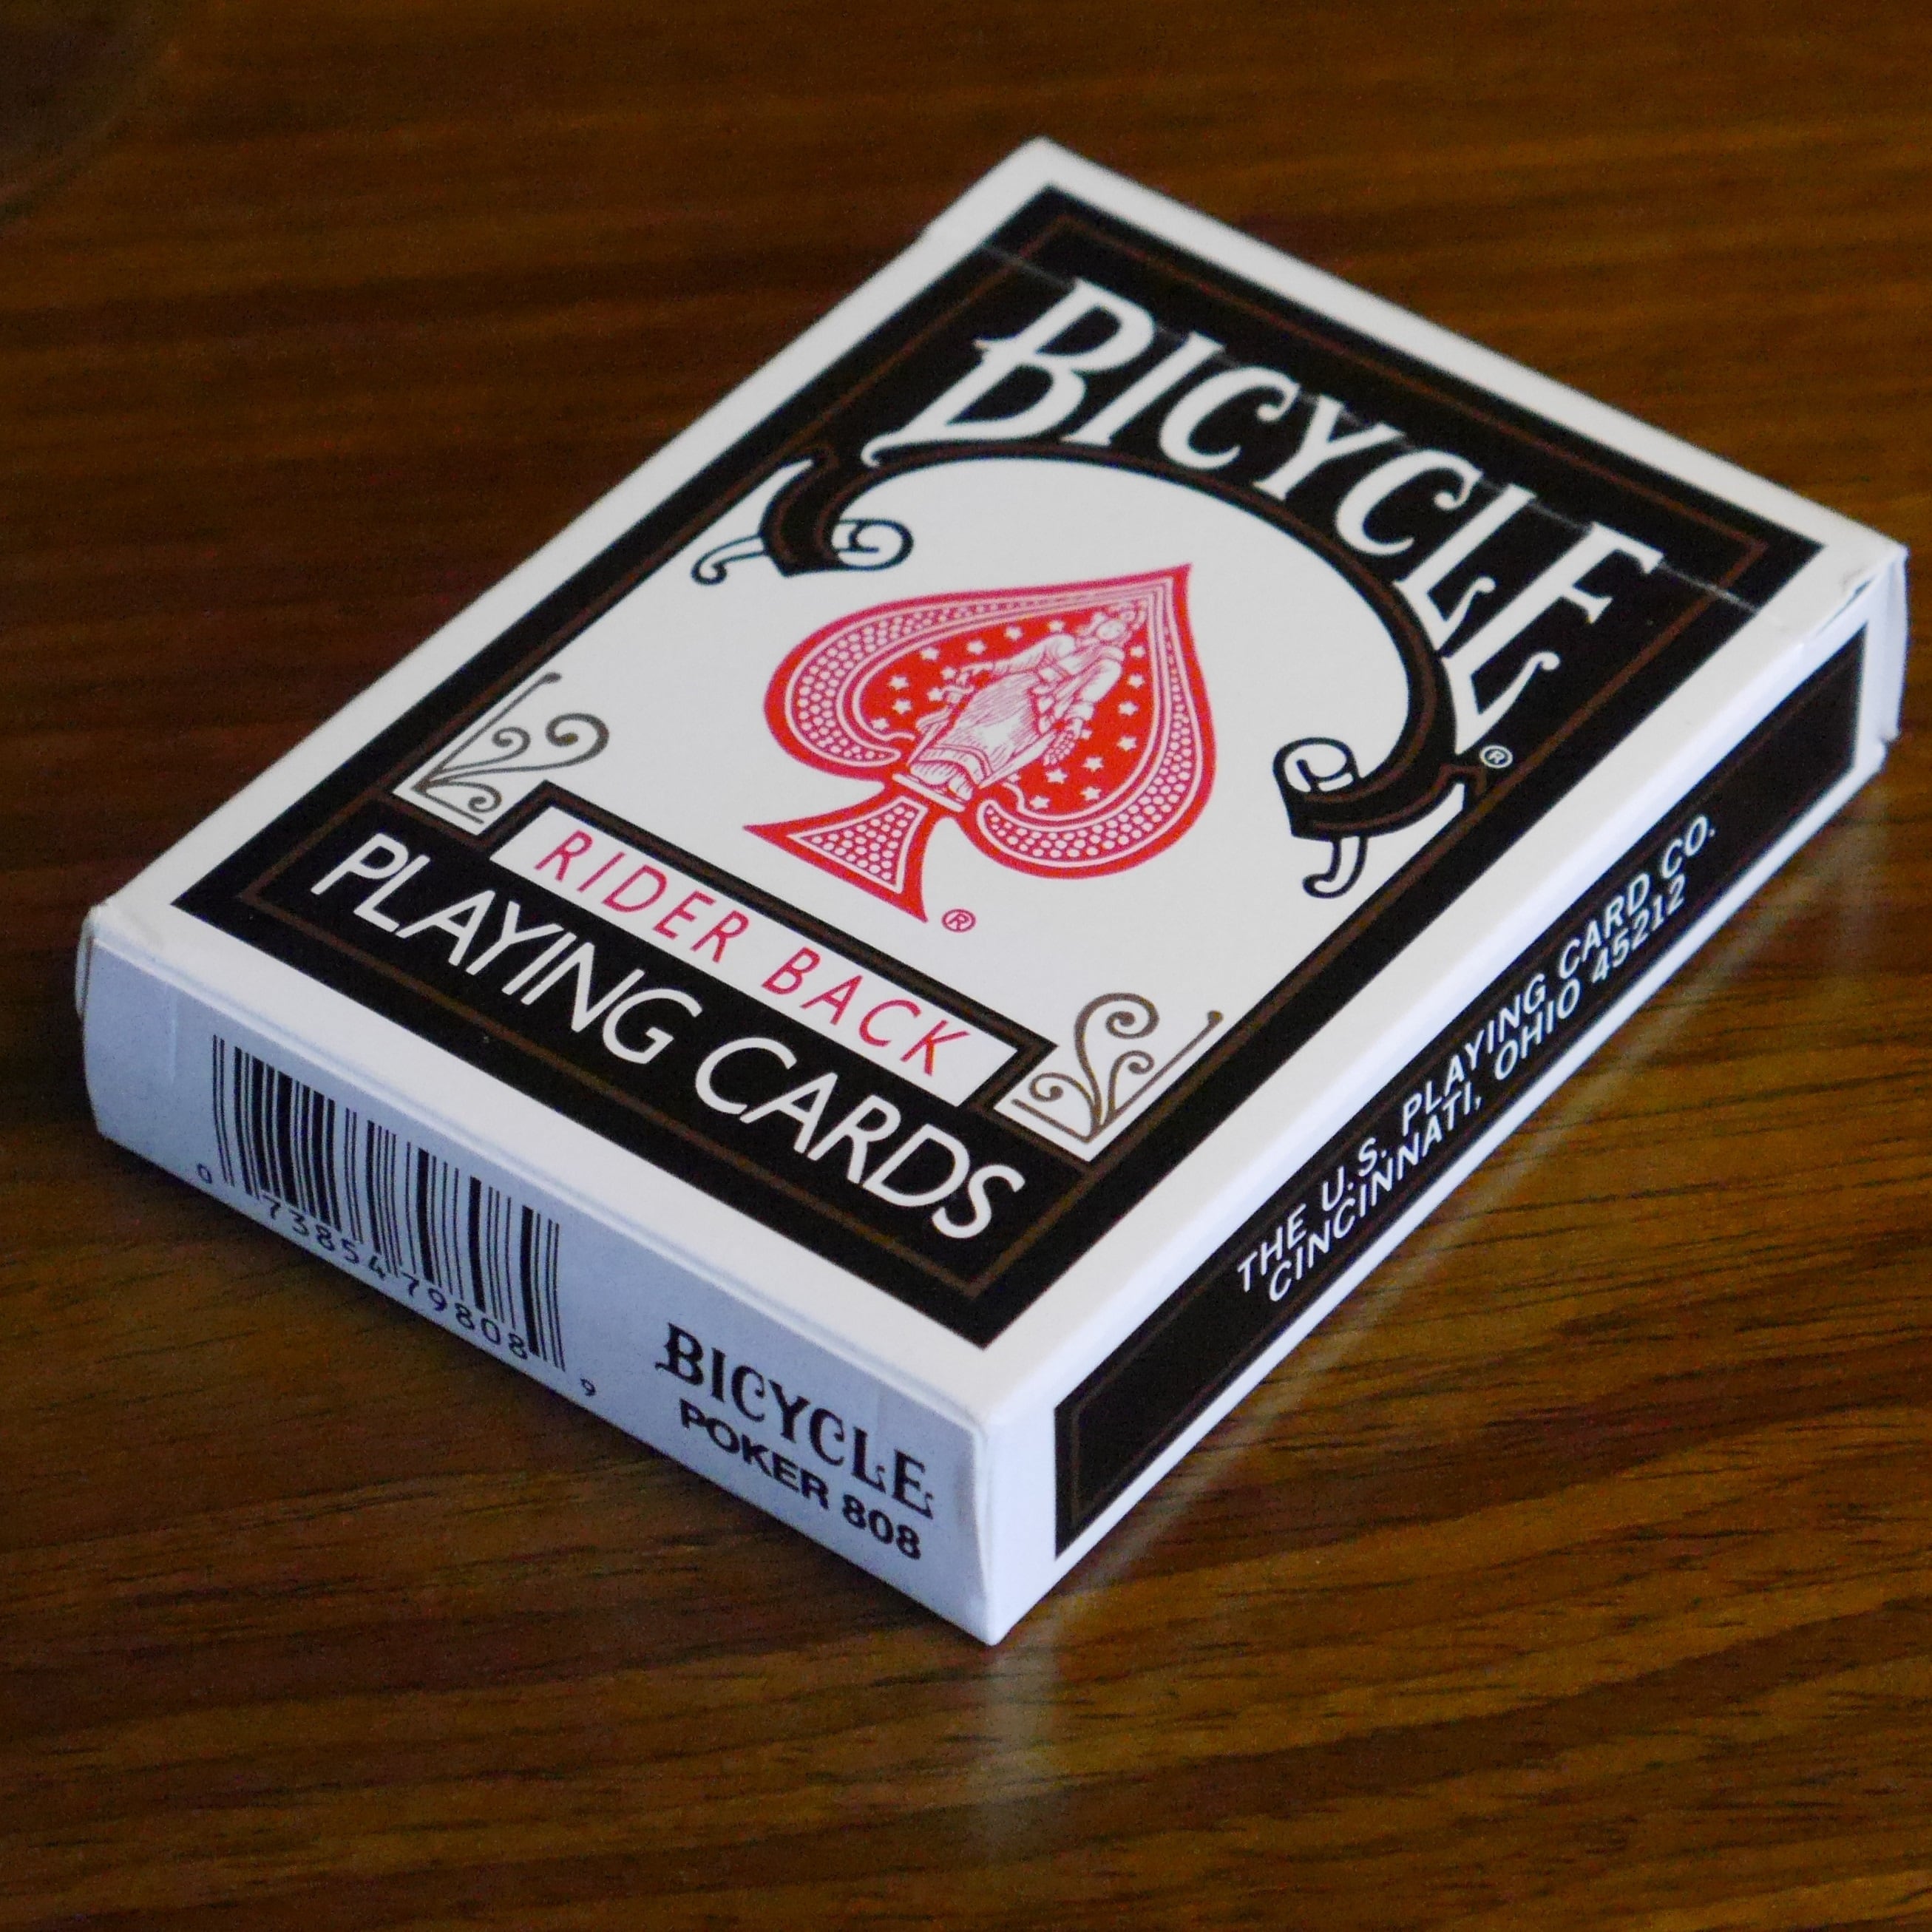 BICYCLE®
®
RIDER BACK
PLAYING CARDS
THE U.S. PLAYING CARD CO.
CINCINNATI, OHIO 45212
0 73854 79808 9
BICYCLE
POKER 808